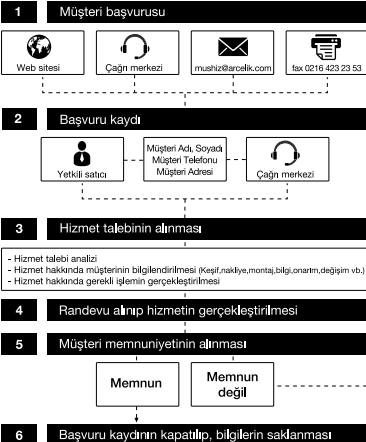 1 Müşteri başvurusu
Web sitesi
Çağrı merkezi
mushiz@arcelik.com
fax 0216 423 23 53
2 Başvuru kaydı
Yetkili satıcı
Müşteri Adı, Soyadı
Müşteri Telefonu
Müşteri Adresi
Çağrı merkezi
3 Hizmet talebinin alınması
- Hizmet talebi analizi
- Hizmet hakkında müşterinin bilgilendirilmesi (Keşif,nakliye,montaj,bilgi,onarım,değişim vb.)
- Hizmet hakkında gerekli işlemin gerçekleştirilmesi
4 Randevu alınıp hizmetin gerçekleştirilmesi
5 Müşteri memnuniyetinin alınması
Memnun
Memnun
değil
6 Başvuru kaydının kapatılıp, bilgilerin saklanması